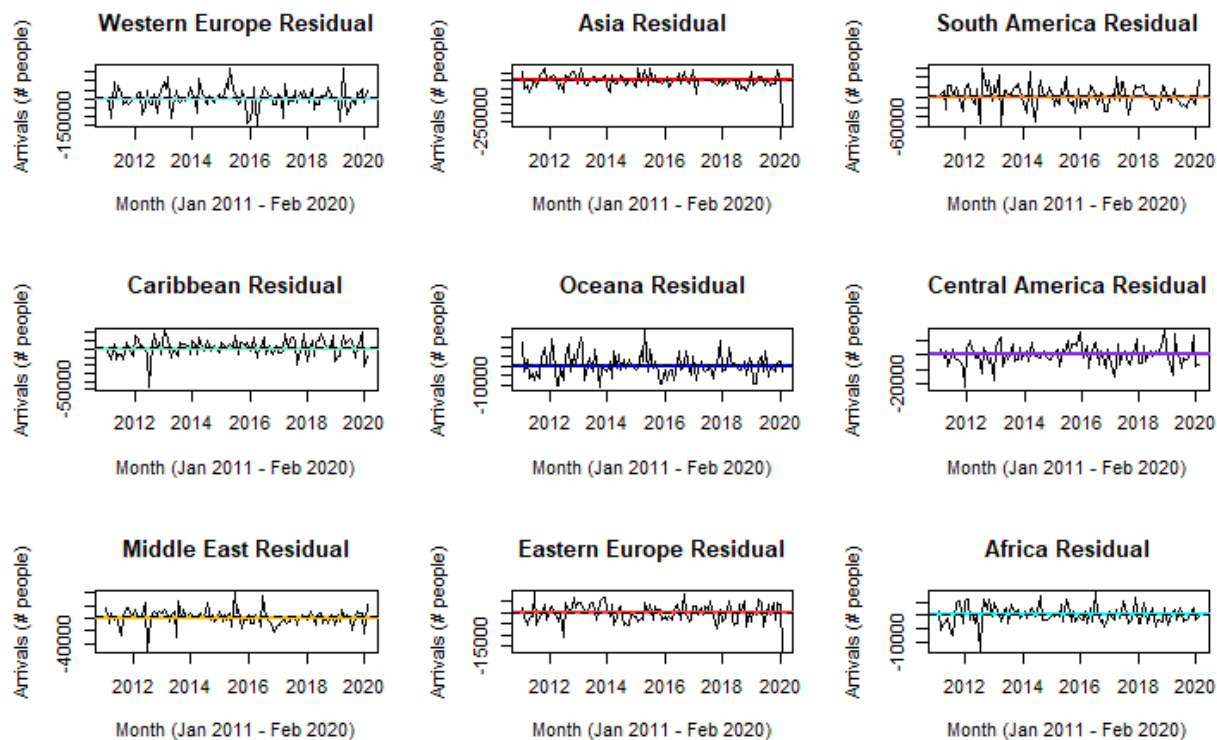 Western Europe Residual
Arrivals (# people)
-150000
2012 2014 2016 2018 2020
Month (Jan 2011 - Feb 2020)
Asia Residual
Arrivals (# people)
-250000
2012 2014 2016 2018 2020
Month (Jan 2011 - Feb 2020)
South America Residual
Arrivals (# people)
-60000
2012 2014 2016 2018 2020
Month (Jan 2011 - Feb 2020)
Caribbean Residual
Arrivals (# people)
-50000
2012 2014 2016 2018 2020
Month (Jan 2011 - Feb 2020)
Oceana Residual
Arrivals (# people)
-10000
2012 2014 2016 2018 2020
Month (Jan 2011 - Feb 2020)
Central America Residual
Arrivals (# people)
-20000
2012 2014 2016 2018 2020
Month (Jan 2011 - Feb 2020)
Middle East Residual
Arrivals (# people)
-40000
2012 2014 2016 2018 2020
Month (Jan 2011 - Feb 2020)
Eastern Europe Residual
Arrivals (# people)
-15000
2012 2014 2016 2018 2020
Month (Jan 2011 - Feb 2020)
Africa Residual
Arrivals (# people)
-10000
2012 2014 2016 2018 2020
Month (Jan 2011 - Feb 2020)